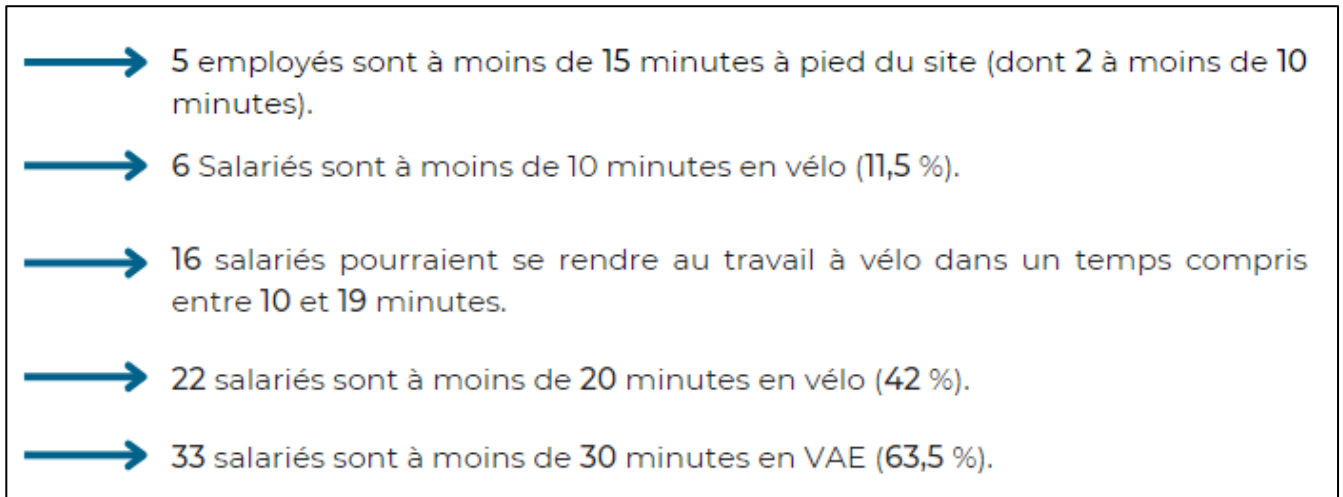 5 employés sont à moins de 15 minutes à pied du site (dont 2 à moins de 10
minutes).
6 Salariés sont à moins de 10 minutes en vélo (11,5 %).
16 salariés pourraient se rendre au travail à vélo dans un temps compris
entre 10 et 19 minutes.
22 salariés sont à moins de 20 minutes en vélo (42 %).
33 salariés sont à moins de 30 minutes en VAE (63,5 %).